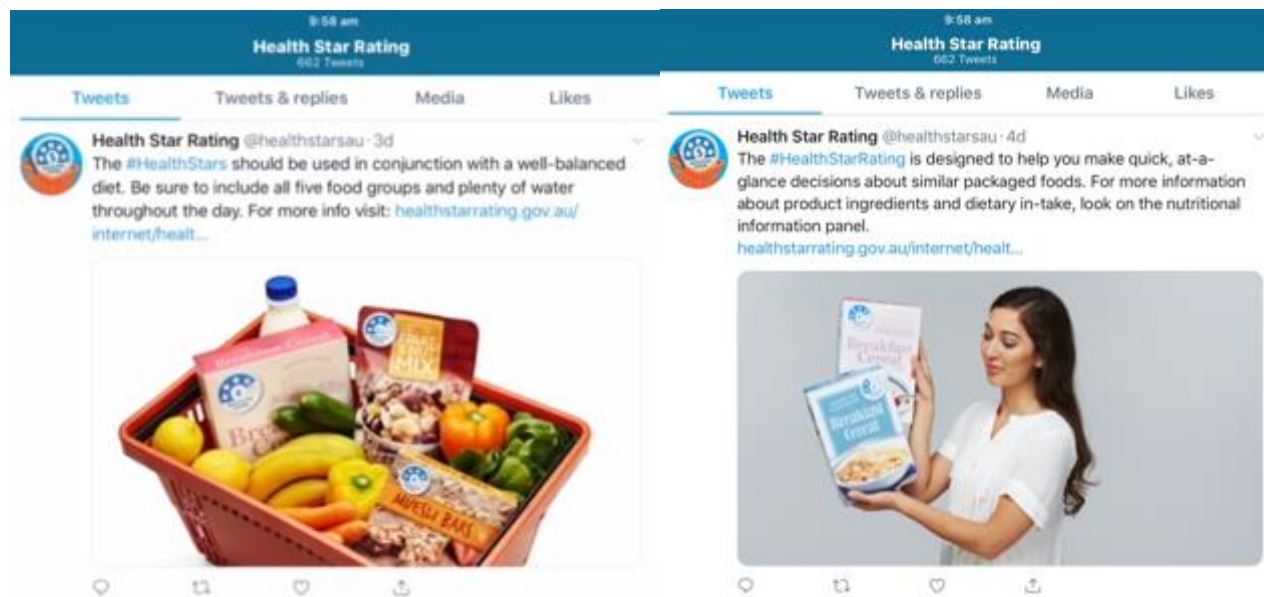 9:58 am
Health Star Rating
662 Tweets
Tweets Tweets & replies Media Likes
Health Star Rating @healthstarsau · 3d
The #HealthStars should be used in conjunction with a well-balanced
diet. Be sure to include all five food groups and plenty of water
throughout the day. For more info visit: healthstarrating.gov.au/
internet/healt...
Breakfast Cereal
FRUIT
& NUT
MIX
Bre
MUESLI BARS
9:58 am
Health Star Rating
662 Tweets
Tweets Tweets & replies Media Likes
Health Star Rating @healthstarsau · 4d
The #HealthStarRating is designed to help you make quick, at-a-
glance decisions about similar packaged foods. For more information
about product ingredients and dietary in-take, look on the nutritional
information panel.
healthstarrating.gov.au/internet/healt...
Breakfast
Cereal
Breakfast
Cereal